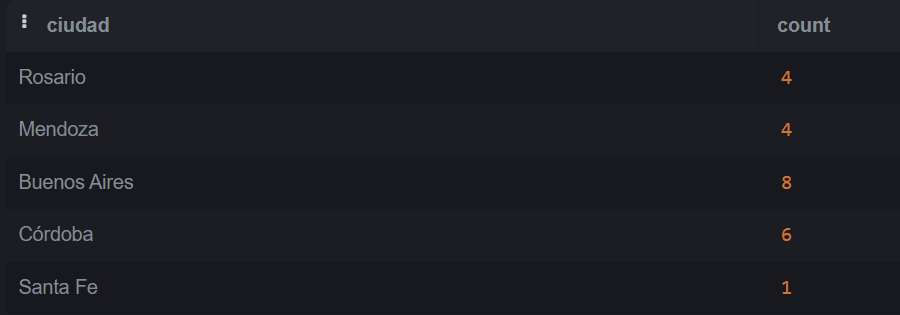 ciudad count
Rosario 4
Mendoza 4
Buenos Aires 8
Córdoba 6
Santa Fe 1